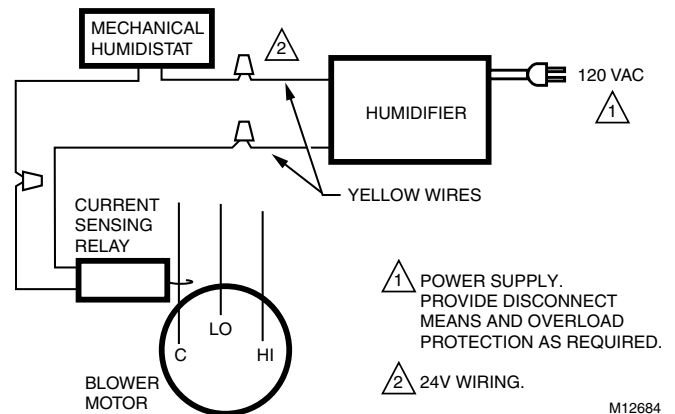 MECHANICAL
HUMIDISTAT
2
HUMIDIFIER
120 VAC
1
YELLOW WIRES
CURRENT
SENSING
RELAY
C
LO
HI
BLOWER
MOTOR
1 POWER SUPPLY.
PROVIDE DISCONNECT
MEANS AND OVERLOAD
PROTECTION AS REQUIRED.
2 24V WIRING.
M12684